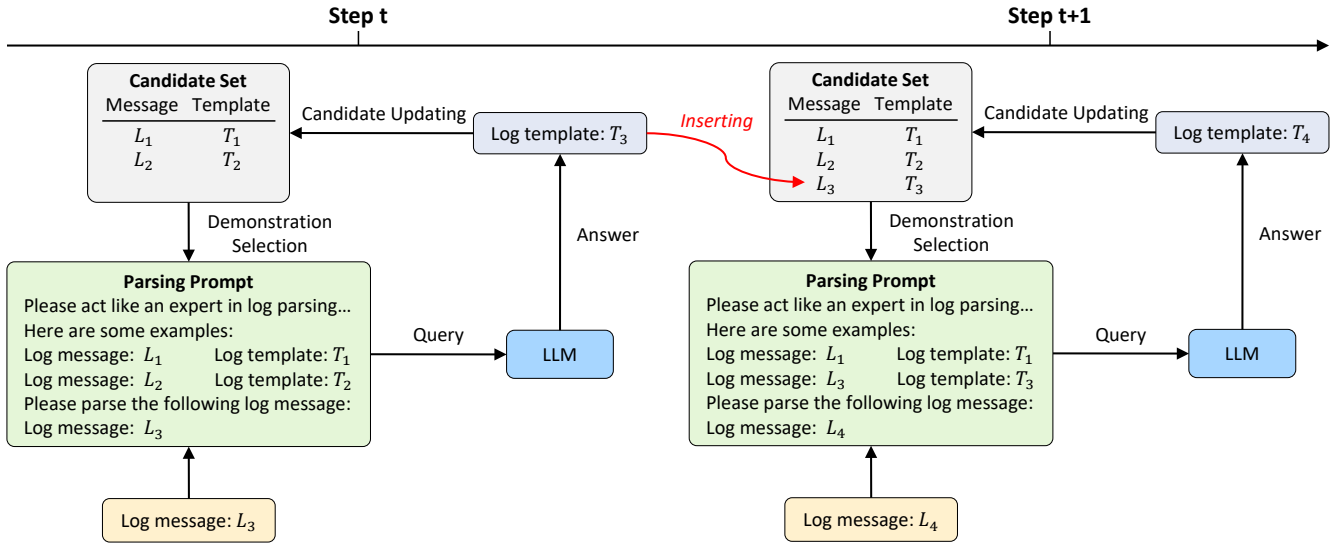 Step t
Step t+1
Candidate Set
Message Template
L₁ T₁
L₂ T₂
Candidate Updating
Log template: T₃
Inserting
Demonstration
Selection
Answer
Parsing Prompt
Please act like an expert in log parsing...
Here are some examples:
Log message: L₁ Log template: T₁
Log message: L₂ Log template: T₂
Please parse the following log message:
Log message: L₃
Query
LLM
Log message: L₃
Candidate Set
Message Template
L₁ T₁
L₂ T₂
L₃ T₃
Candidate Updating
Log template: T₄
Demonstration
Selection
Answer
Parsing Prompt
Please act like an expert in log parsing...
Here are some examples:
Log message: L₁ Log template: T₁
Log message: L₃ Log template: T₃
Please parse the following log message:
Log message: L₄
Query
LLM
Log message: L₄